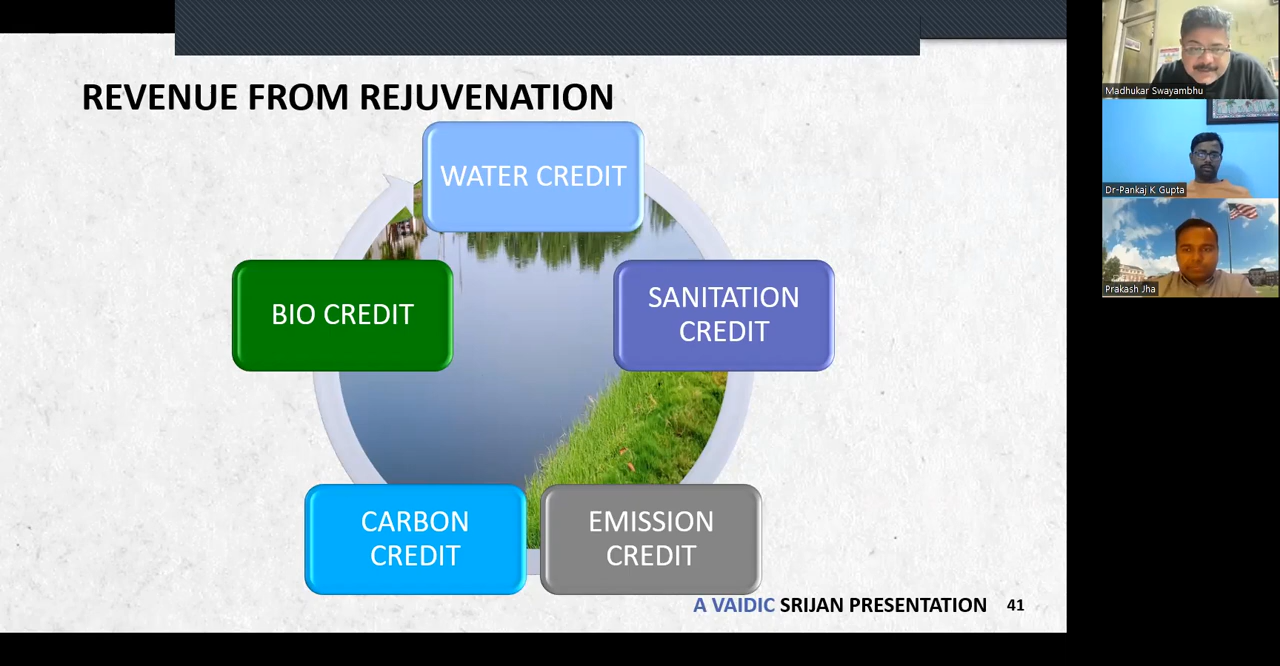 REVENUE FROM REJUVENATION
WATER CREDIT
SANITATION
CREDIT
EMISSION
CREDIT
CARBON
CREDIT
BIO CREDIT
A VAIDIC SRIJAN PRESENTATION 41
Madhukar Swayambhu
Dr-Pankaj K Gupta
Prakash Jha